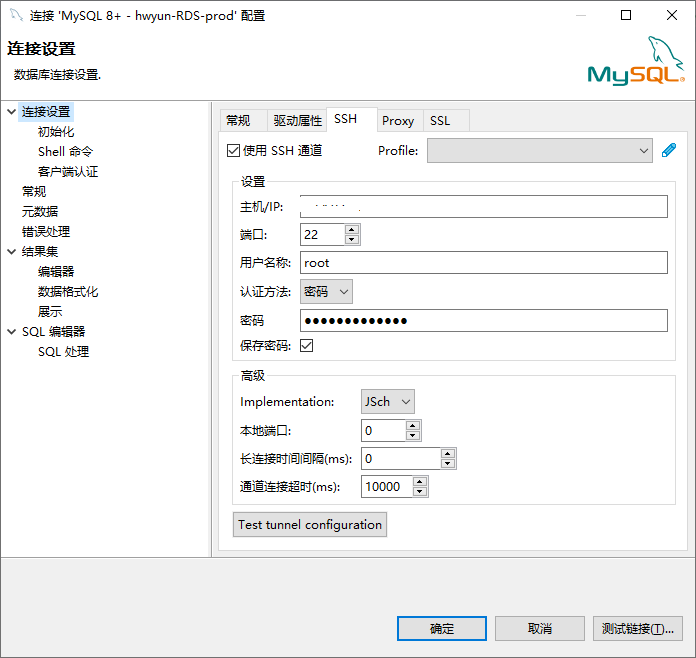 连接 'MySQL 8+ - hwyun-RDS-prod' 配置
连接设置
数据库连接设置.
MySQL
连接设置
初始化
Shell 命令
客户端认证
常规
元数据
错误处理
结果集
编辑器
数据格式化
展示
SQL 编辑器
SQL 处理
常规 驱动属性 SSH Proxy SSL
使用 SSH 通道 Profile:
设置
主机/IP:
端口: 22
用户名称: root
认证方法: 密码
密码 ●●●●●●●●●●●●●
保存密码:
高级
Implementation: JSch
本地端口: 0
长连接时间间隔(ms): 0
通道连接超时(ms): 10000
Test tunnel configuration
确定 取消 测试链接(T)...